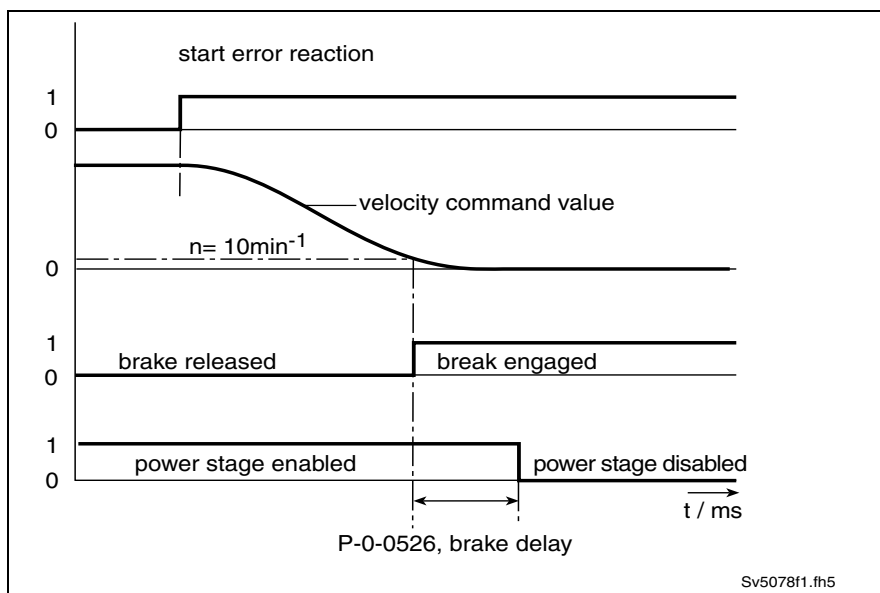 start error reaction
1
0
velocity command value
n= 10min⁻¹
0
1
brake released break engaged
0
1
power stage enabled power stage disabled
0
t / ms
P-0-0526, brake delay
Sv5078f1.fh5